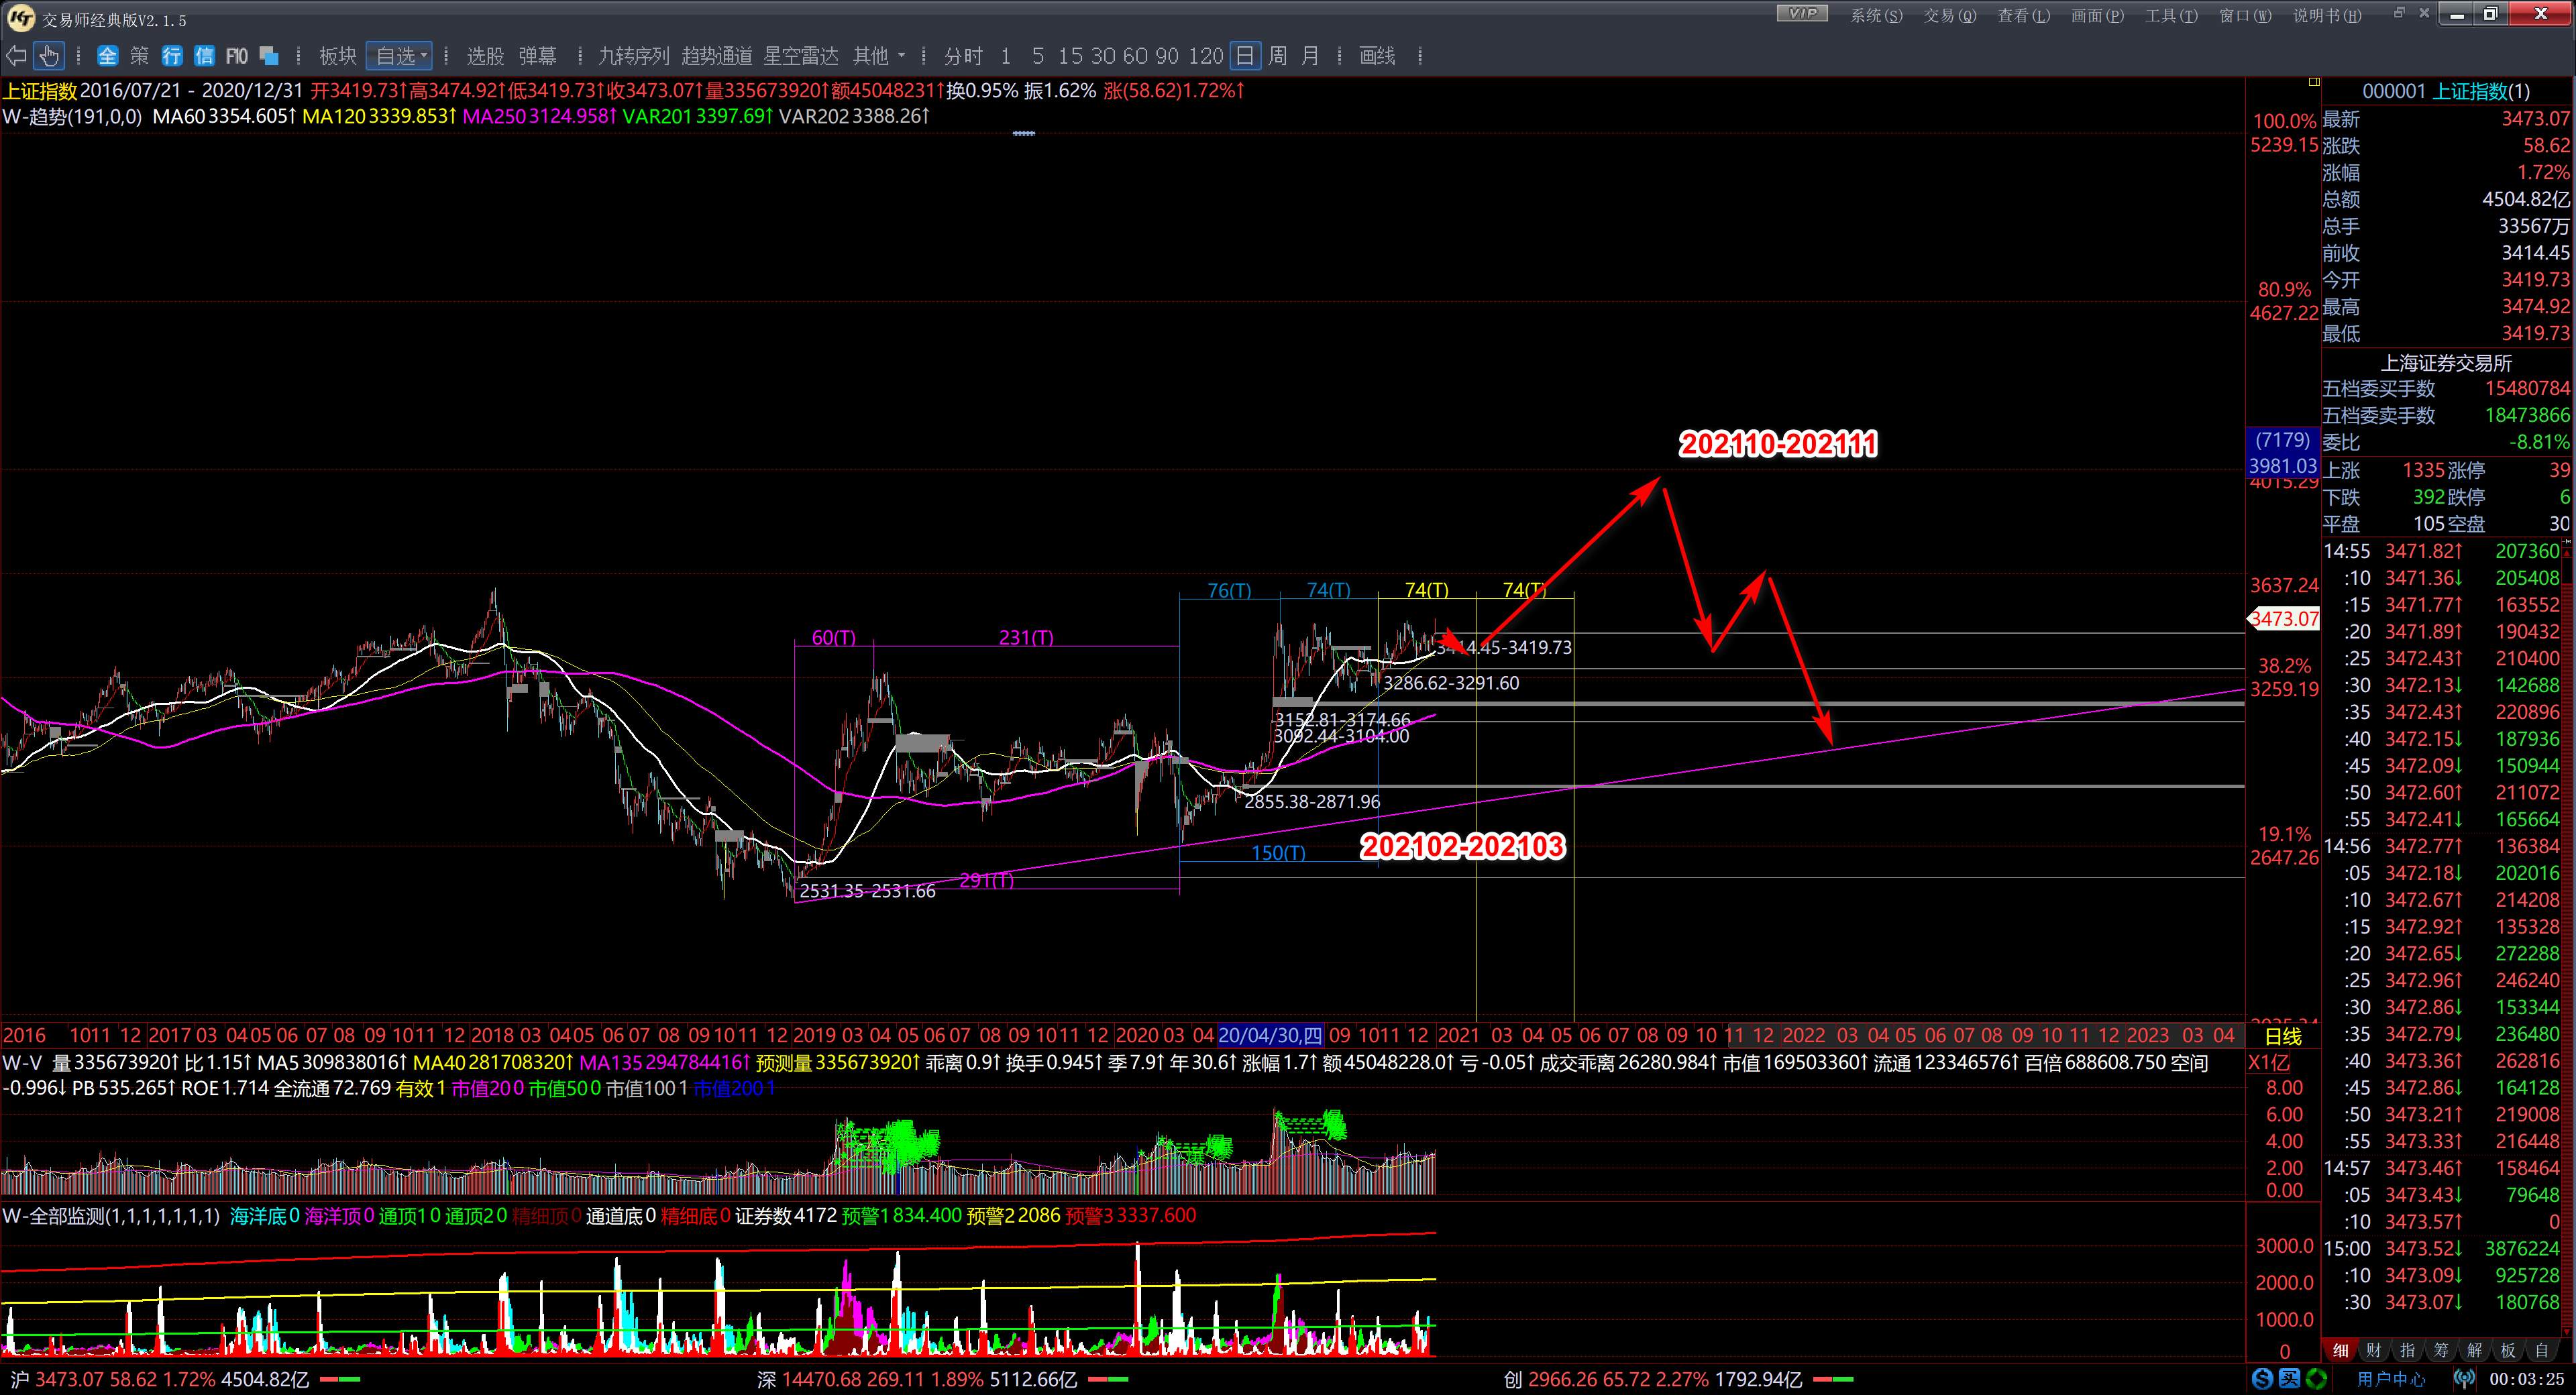 交易师经典版V2.1.5
VIP 系统(S) 交易(Q) 查看(L) 画面(P) 工具(T) 窗口(W) 说明书(H)
全 策 行 信 F10 板块 自选 选股 弹幕 九转序列 趋势通道 星空雷达 其他 分时 1 5 15 30 60 90 120 日 周 月 画线
上证指数 2016/07/21 - 2020/12/31 开3419.73↑高3474.92↑低3419.73↑收3473.07↑量335673920↑额45048231↑换0.95% 振1.62% 涨(58.62)1.72%↑
W-趋势(191,0,0) MA60 3354.605↑ MA120 3339.853↑ MA250 3124.958↑ VAR201 3397.69↑ VAR202 3388.26↑
100.0%
5239.15
80.9%
4627.22
(7179)
3981.03
4015.29
3637.24
3473.07
38.2%
3259.19
19.1%
2647.26
202110-202111
76(T) 74(T) 74(T) 74(T)
60(T) 231(T)
3414.45-3419.73
3286.62-3291.60
3152.81-3174.66
3092.44-3104.00
2855.38-2871.96
202102-202103
150(T)
291(T)
2531.35-2531.66
2016 1011 12 2017 03 0405 06 07 08 09 1011 12 2018 03 0405 06 07 08 091011 12 2019 03 04 05 06 07 08 09 1011 12 2020 03 04 20/04/30,四 09 1011 12 2021 03 04 05 06 07 08 09 10 11 12 2022 03 04 05 06 07 08 09 10 11 12 2023 03 04 日线
W-V 量335673920↑ 比1.15↑ MA5 309838016↑ MA40 281708320↑ MA135 294784416↑ 预测量335673920↑ 乖离0.9↑ 换手0.945↑ 季7.9↑ 年30.6↑ 涨幅1.7↑ 额45048228.0↑ 亏-0.05↑ 成交乖离26280.984↑ 市值169503360↑ 流通123346576↑ 百倍688608.750 空间
-0.996↓ PB535.265↑ ROE1.714 全流通72.769 有效1 市值20 0 市值50 0 市值100 1 市值200 1
X1亿
8.00
6.00
4.00
2.00
0.00
W-全部监测(1,1,1,1,1,1,1) 海洋底0 海洋顶0 通顶1 0 通顶2 0 精细顶0 通道底0 精细底0 证券数4172 预警1 834.400 预警2 2086 预警3 3337.600
3000.0
2000.0
1000.0
0
000001 上证指数(1)
最新 3473.07
涨跌 58.62
涨幅 1.72%
总额 4504.82亿
总手 33567万
前收 3414.45
今开 3419.73
最高 3474.92
最低 3419.73
上海证券交易所
五档委买手数 15480784
五档委卖手数 18473866
委比 -8.81%
上涨 1335 涨停 39
下跌 392 跌停 6
平盘 105 空盘 30
14:55 3471.82↑ 207360
:10 3471.36↓ 205408
:15 3471.77↑ 163552
:20 3471.89↑ 190432
:25 3472.43↑ 210400
:30 3472.13↓ 142688
:35 3472.43↑ 220896
:40 3472.15↓ 187936
:45 3472.09↓ 150944
:50 3472.60↑ 211072
:55 3472.41↓ 165664
14:56 3472.77↑ 136384
:05 3472.18↓ 202016
:10 3472.67↑ 214208
:15 3472.92↑ 135328
:20 3472.65↓ 272288
:25 3472.96↑ 246240
:30 3472.86↓ 153344
:35 3472.79↓ 236480
:40 3473.36↑ 262816
:45 3472.86↓ 164128
:50 3473.21↑ 219008
:55 3473.33↑ 216448
14:57 3473.46↑ 158464
:05 3473.43↓ 79648
:10 3473.57↑ 0
15:00 3473.52↓ 3876224
:10 3473.09↓ 925728
:30 3473.07↓ 180768
细 财 指 筹 解 板 自
沪 3473.07 58.62 1.72% 4504.82亿 深 14470.68 269.11 1.89% 5112.66亿 创 2966.26 65.72 2.27% 1792.94亿 用户中心 00:03:25